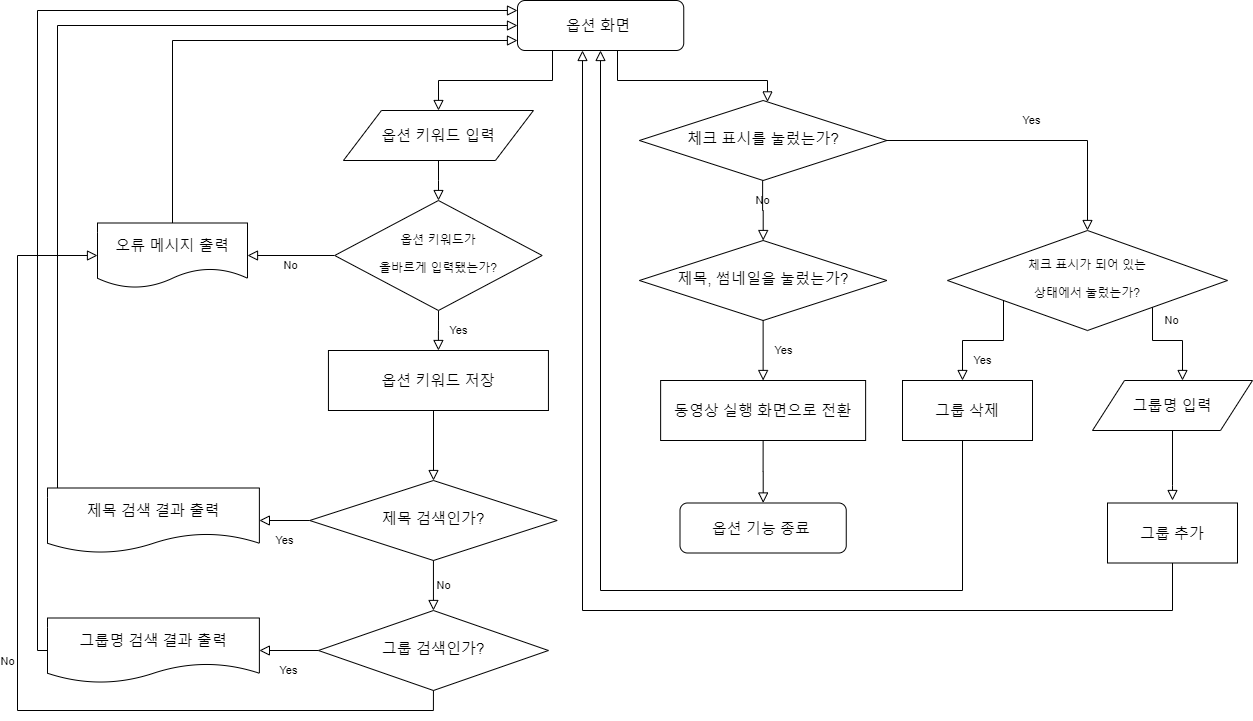 옵션 화면
옵션 키워드 입력
체크 표시를 눌렀는가?
Yes
No
오류 메시지 출력
No
옵션 키워드가
올바르게 입력됐는가?
제목, 썸네일을 눌렀는가?
체크 표시가 되어 있는
상태에서 눌렀는가?
Yes
Yes
Yes
No
옵션 키워드 저장
동영상 실행 화면으로 전환
그룹 삭제
그룹명 입력
제목 검색 결과 출력
Yes
제목 검색인가?
옵션 기능 종료
그룹 추가
No
그룹명 검색 결과 출력
Yes
그룹 검색인가?
No